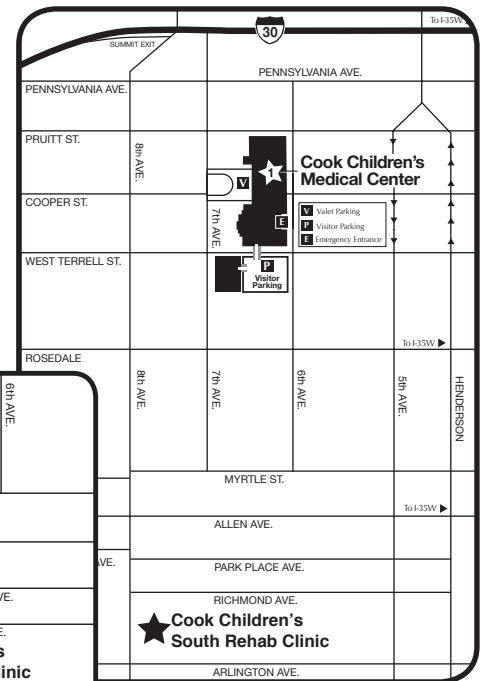 To I-35W
30
SUMMIT EXIT
PENNSYLVANIA AVE.
PENNSYLVANIA AVE.
PRUITT ST.
8th AVE.
1
Cook Children's
Medical Center
V
COOPER ST.
7th AVE.
E
V Valet Parking
P Visitor Parking
E Emergency Entrance
WEST TERRELL ST.
P
Visitor
Parking
To I-35W
ROSEDALE
6th AVE.
8th AVE.
7th AVE.
6th AVE.
5th AVE.
HENDERSON
MYRTLE ST.
To I-35W
ALLEN AVE.
AVE.
PARK PLACE AVE.
VE.
RICHMOND AVE.
E.
Cook Children's
South Rehab Clinic
s
linic
ARLINGTON AVE.